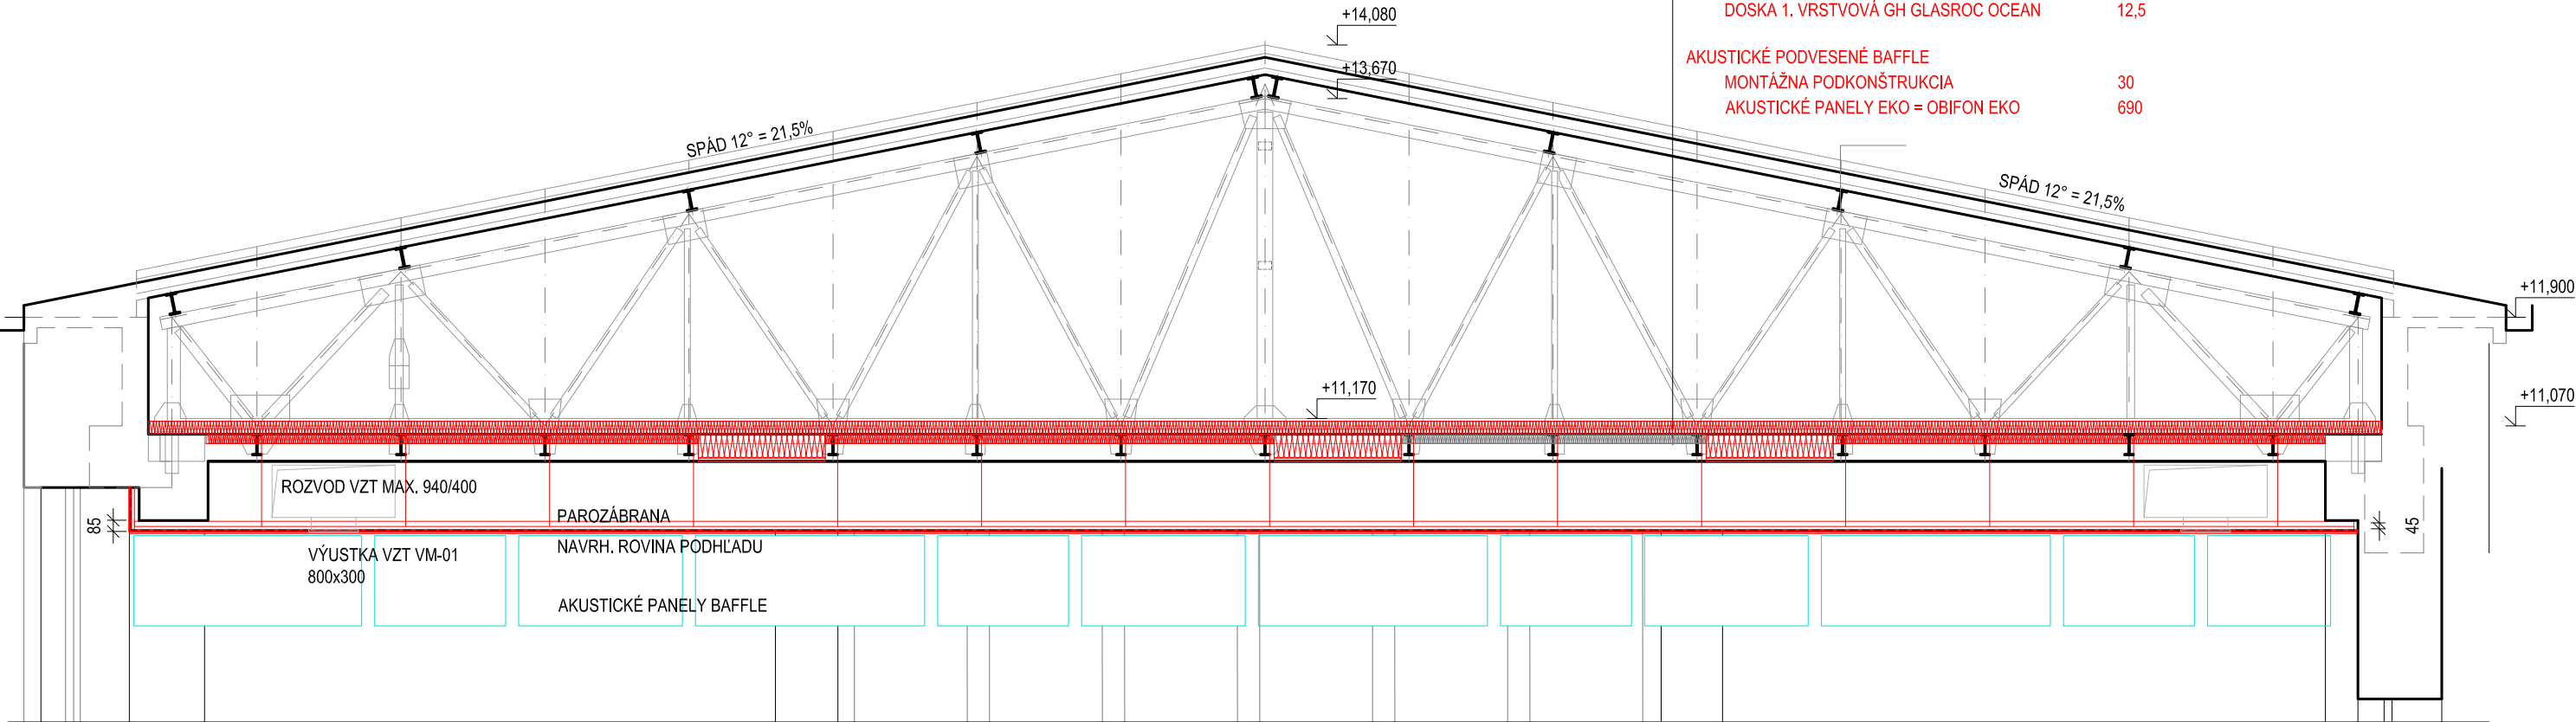 +14,080
DOSKA 1. VRSTVOVÁ GH GLASROC OCEAN 12,5
AKUSTICKÉ PODVESENÉ BAFFLE
+13,670
MONTÁŽNA PODKONŠTRUKCIA 30
AKUSTICKÉ PANELY EKO = OBIFON EKO 690
SPÁD 12° = 21,5%
SPÁD 12° = 21,5%
+11,900
+11,170
+11,070
ROZVOD VZT MAX. 940/400
PAROZÁBRANA
85
45
NAVRH. ROVINA PODHĽADU
VÝUSTKA VZT VM-01
800x300
AKUSTICKÉ PANELY BAFFLE